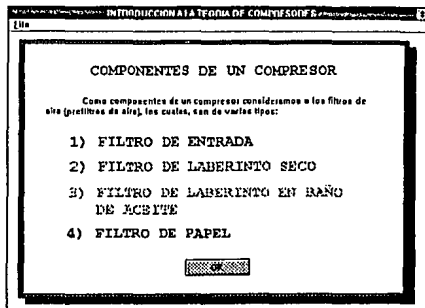 INTRODUCCION A LA TEORIA DE COMPRESORES
COMPONENTES DE UN COMPRESOR
Como componentes de un compresor consideramos a los filtros de
aire (prefiltros de aire), los cuales, son de varios tipos:
1) FILTRO DE ENTRADA
2) FILTRO DE LABERINTO SECO
3) FILTRO DE LABERINTO EN BAÑO
DE ACEITE
4) FILTRO DE PAPEL
OK